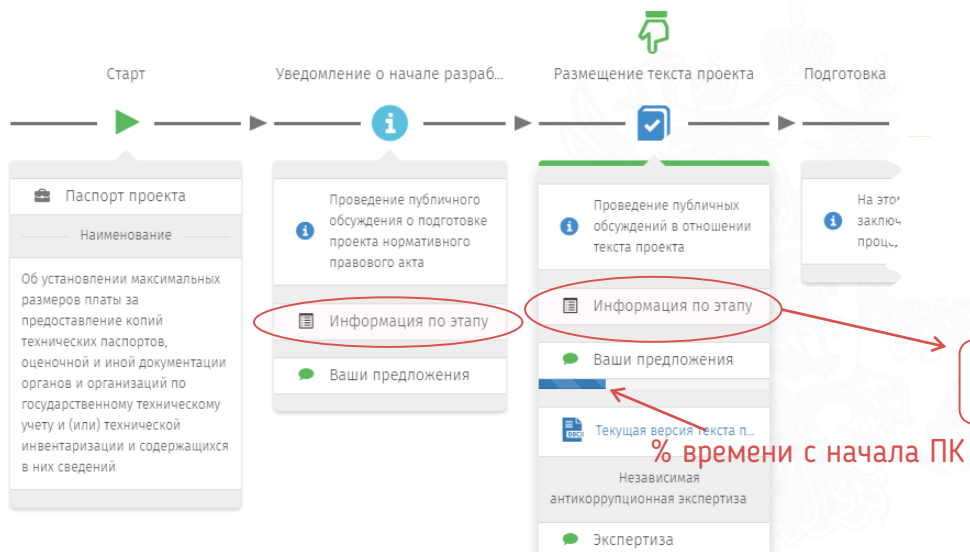 Старт
Паспорт проекта
Наименование
Об установлении максимальных
размеров платы за
предоставление копий
технических паспортов,
оценочной и иной документации
органов и организаций по
государственному техническому
учету и (или) технической
инвентаризации и содержащихся
в них сведений
Уведомление о начале разраб...
Проведение публичного
обсуждения о подготовке
проекта нормативного
правового акта
Информация по этапу
Ваши предложения
Размещение текста проекта
Проведение публичных
обсуждений в отношении
текста проекта
Информация по этапу
Ваши предложения
DOCX
Текущая версия текста п...
% времени с начала ПК
Независимая
антикоррупционная экспертиза
Экспертиза
Подготовка
На